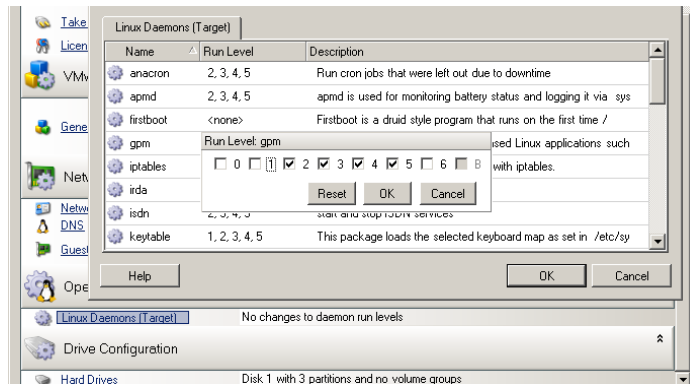 Take
Linux Daemons (Target)
Licen
Name Run Level Description
VMw
anacron 2, 3, 4, 5 Run cron jobs that were left out due to downtime
apmd 2, 3, 4, 5 apmd is used for monitoring battery status and logging it via sys
firstboot <none> Firstboot is a druid style program that runs on the first time /
Gene
gpm
Run Level: gpm
ased Linux applications such
iptables
0 1 2 3 4 5 6 B
with iptables.
Netw
irda
Reset OK Cancel
Netwo
isdn 2, 3, 4, 5 start and stop ISDN services
DNS
keytable 1, 2, 3, 4, 5 This package loads the selected keyboard map as set in /etc/sy
Guest
Help OK Cancel
Ope
Linux Daemons (Target) No changes to daemon run levels
Drive Configuration
Hard Drives Disk 1 with 3 partitions and no volume groups